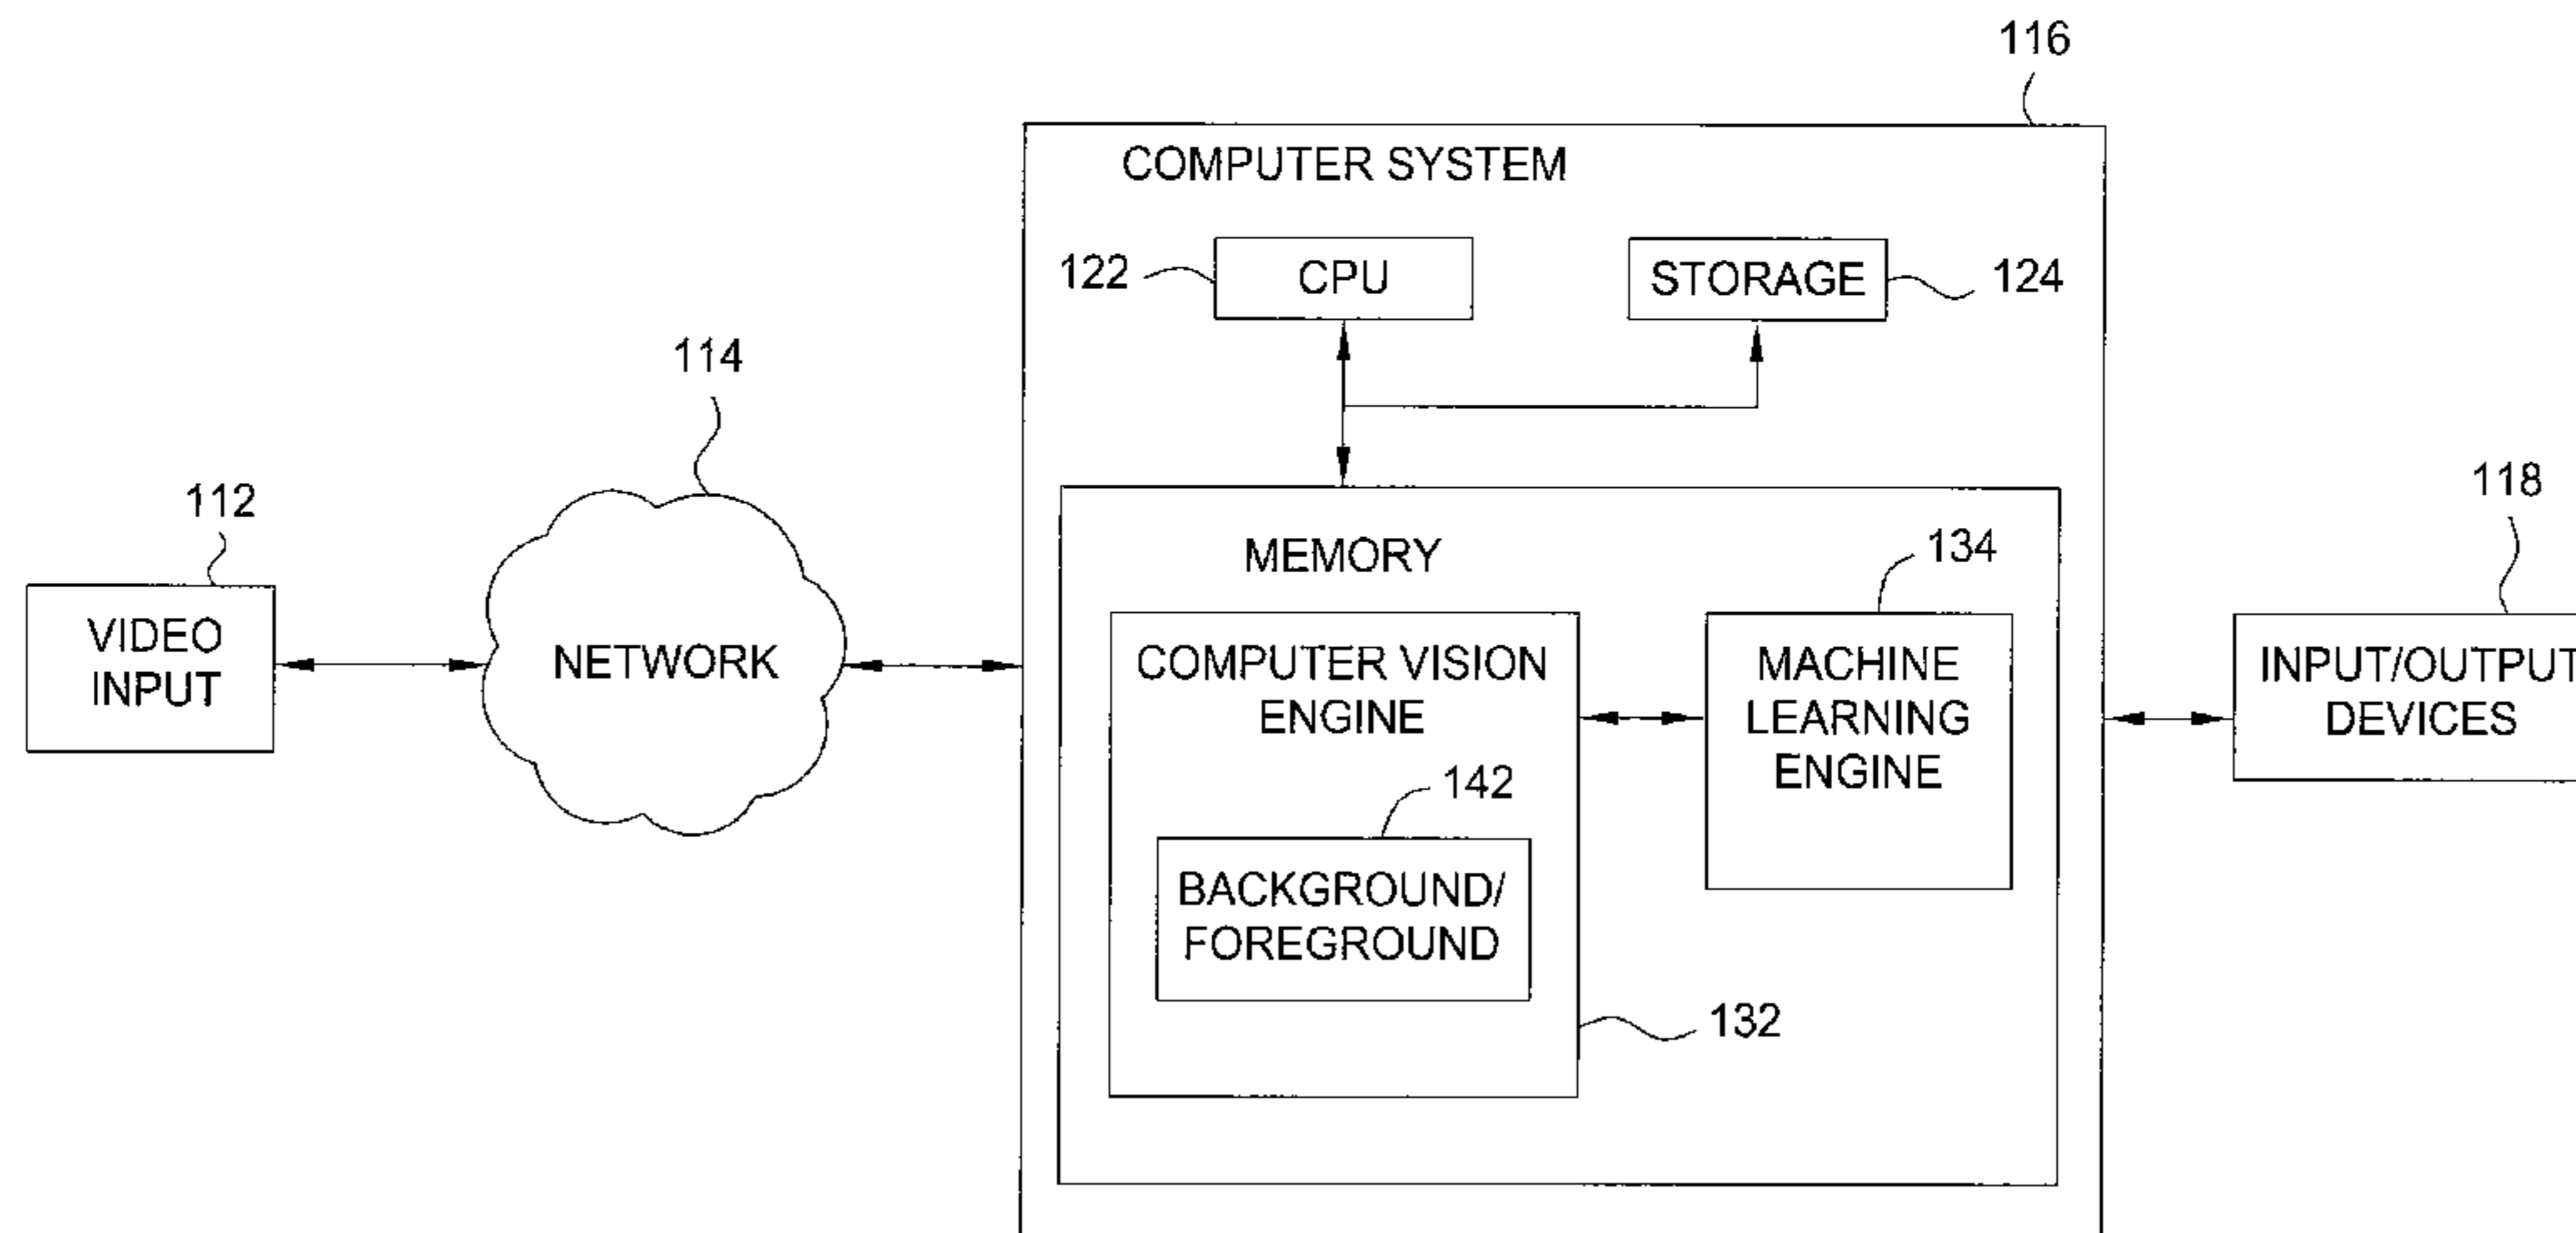 116
COMPUTER SYSTEM
122
CPU
STORAGE
124
114
112
118
MEMORY
134
VIDEO
INPUT
NETWORK
COMPUTER VISION
ENGINE
MACHINE
LEARNING
ENGINE
INPUT/OUTPUT
DEVICES
142
BACKGROUND/
FOREGROUND
132